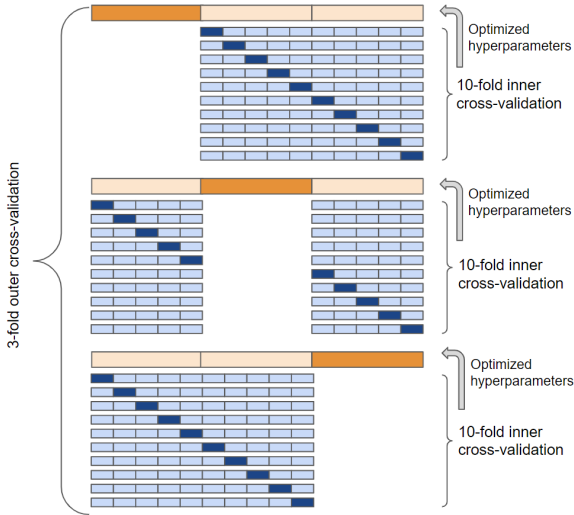 3-fold outer cross-validation
Optimized
hyperparameters
10-fold inner
cross-validation
Optimized
hyperparameters
10-fold inner
cross-validation
Optimized
hyperparameters
10-fold inner
cross-validation